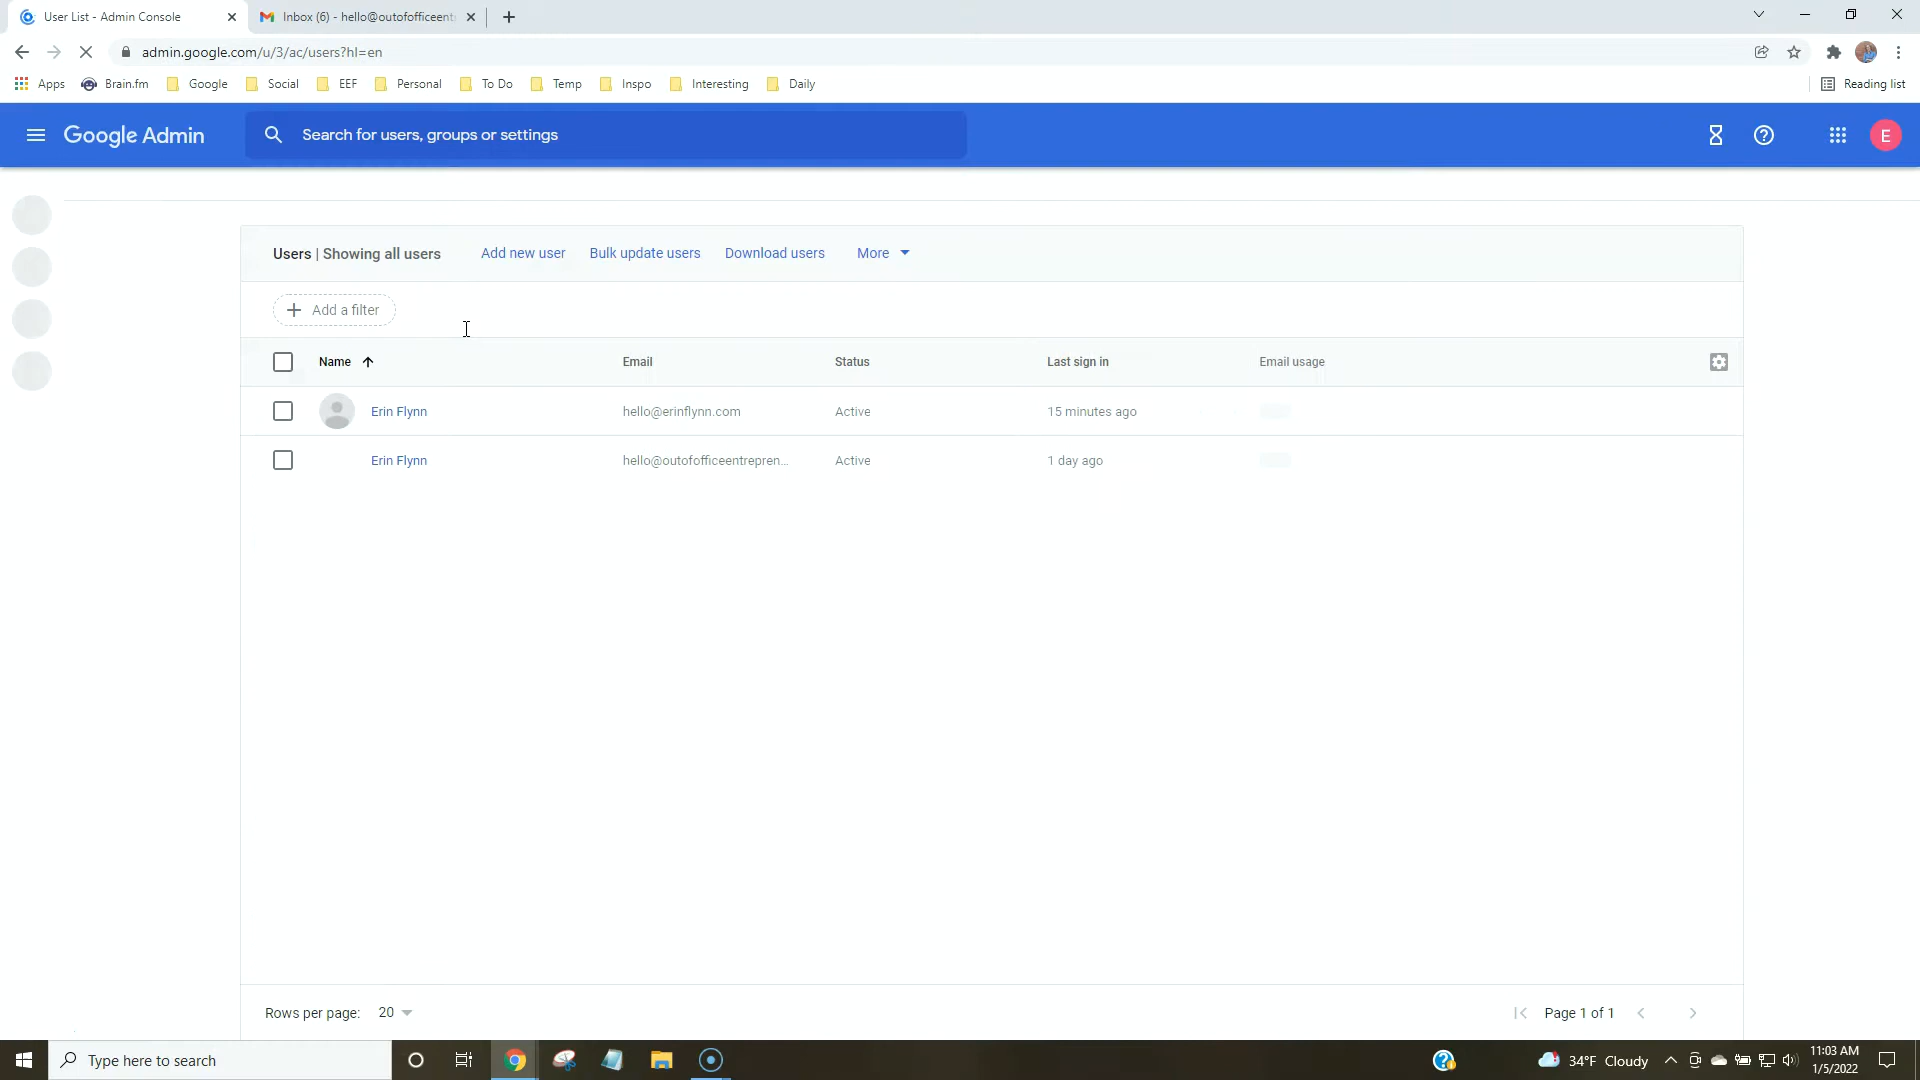 User List - Admin Console
Inbox (6) - hello@outofofficeent
admin.google.com/u/3/ac/users?hl=en
Apps Brain.fm Google Social EEF Personal To Do Temp Inspo Interesting Daily Reading list
Google Admin Search for users, groups or settings E
Users | Showing all users Add new user Bulk update users Download users More
Add a filter
Name Email Status Last sign in Email usage
Erin Flynn hello@erinflynn.com Active 15 minutes ago
Erin Flynn hello@outofofficeentrepren... Active 1 day ago
Rows per page: 20 Page 1 of 1
Type here to search 34°F Cloudy 11:03 AM
1/5/2022